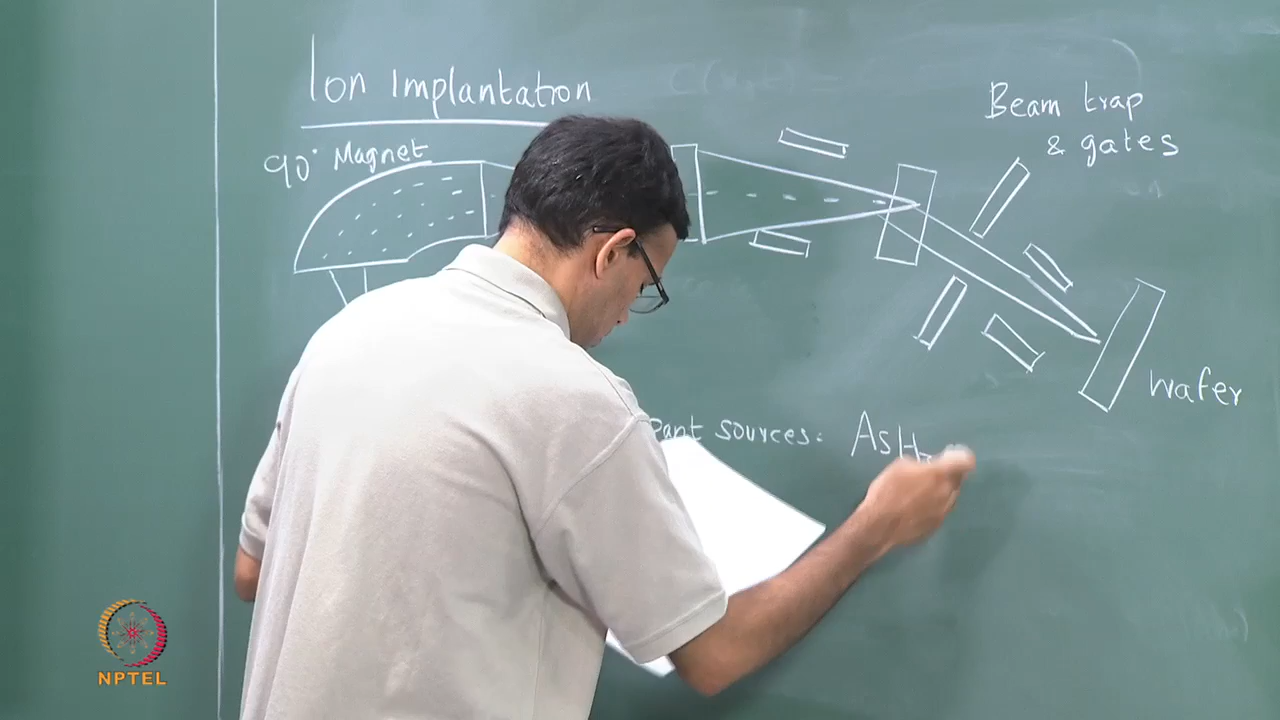 Ion Implantation
90° Magnet
Beam trap
& gates
wafer
sources: AsH
NPTEL